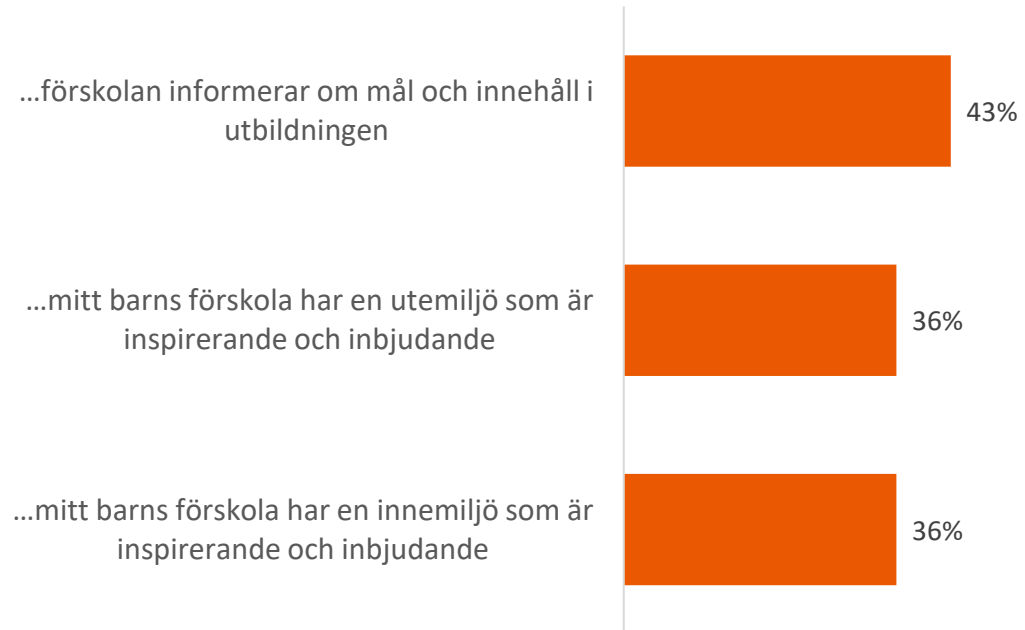 ...förskolan informerar om mål och innehåll i
utbildningen
43%
...mitt barns förskola har en utemiljö som är
inspirerande och inbjudande
36%
...mitt barns förskola har en innemiljö som är
inspirerande och inbjudande
36%